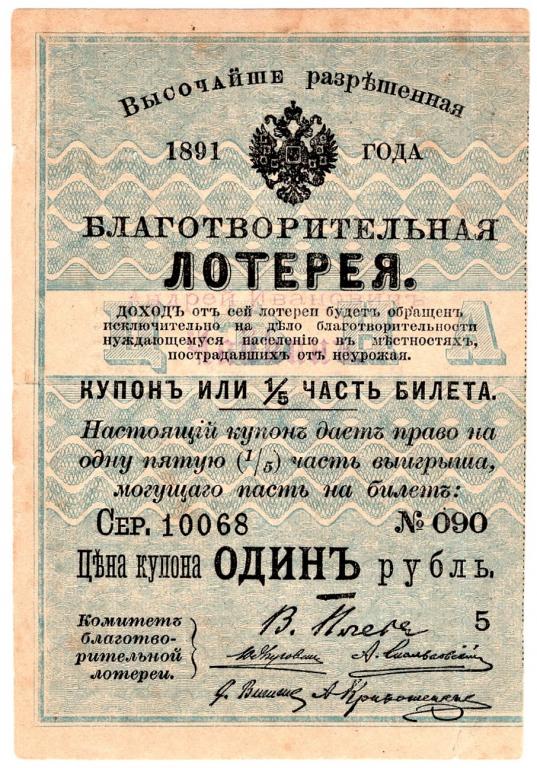 Высочайше разрѣшенная
1891 ГОДА
БЛАГОТВОРИТЕЛЬНАЯ
ЛОТЕРЕЯ.
Андрей Ивановичъ
ДОХОДЪ отъ сей лотереи будетъ обращенъ
исключительно на дѣло благотворительности
нуждающемуся населенію въ мѣстностяхъ,
пострадавшихъ отъ неурожая.
КУПОНЪ ИЛИ 1/5 ЧАСТЬ БИЛЕТА.
Настоящій купонъ даетъ право на
одну пятую (1/5) часть выигрыша,
могущаго пасть на билетъ:
Сер. 10068 № 090
Цѣна купона ОДИНЪ рубль.
Комитетъ
благотво-
рительной
лотереи.
В. Плеве
5